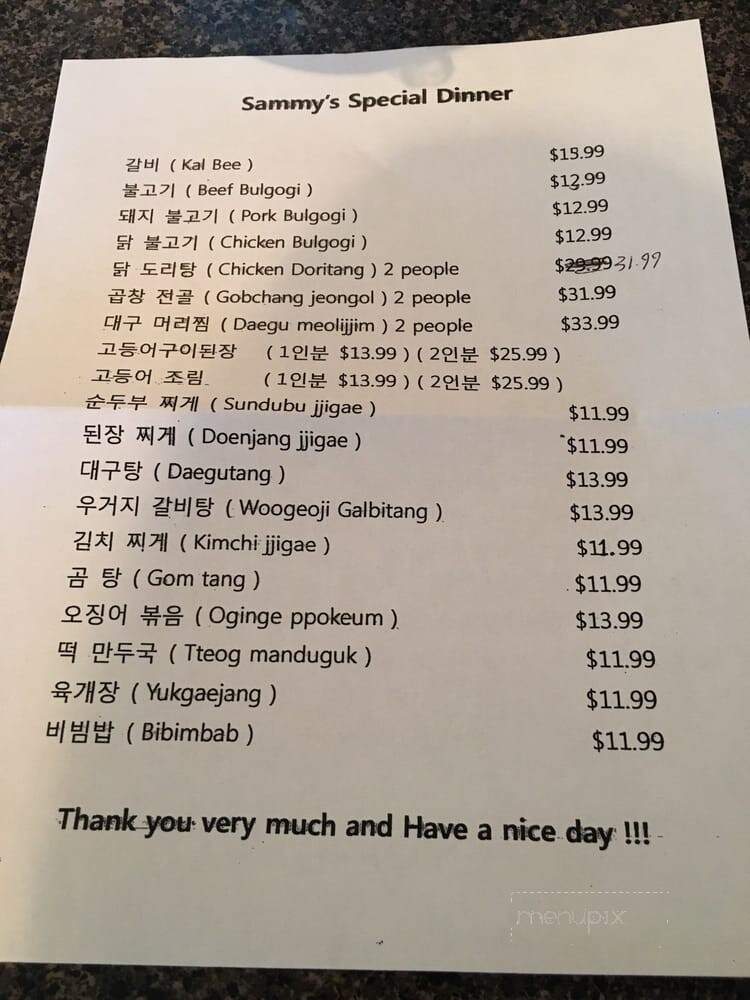 Sammy's Special Dinner
갈비 ( Kal Bee ) $15.99
불고기 ( Beef Bulgogi ) $12.99
돼지 불고기 ( Pork Bulgogi ) $12.99
닭 불고기 ( Chicken Bulgogi ) $12.99
닭 도리탕 ( Chicken Doritang ) 2 people $29.99 31.99
곱창 전골 ( Gobchang jeongol ) 2 people $31.99
대구 머리찜 ( Daegu meolijjim ) 2 people $33.99
고등어구이된장 ( 1인분 $13.99 ) ( 2인분 $25.99 )
고등어 조림 ( 1인분 $13.99 ) ( 2인분 $25.99 )
순두부 찌게 ( Sundubu jjigae ) $11.99
된장 찌게 ( Doenjang jjigae ) $11.99
대구탕 ( Daegutang ) $13.99
우거지 갈비탕 ( Woogeoji Galbitang ) $13.99
김치 찌게 ( Kimchi jjigae ) $11.99
곰 탕 ( Gom tang ) $11.99
오징어 볶음 ( Oginge ppokeum ) $13.99
떡 만두국 ( Tteog manduguk ) $11.99
육개장 ( Yukgaejang ) $11.99
비빔밥 ( Bibimbab ) $11.99
Thank you very much and Have a nice day !!!
menupix